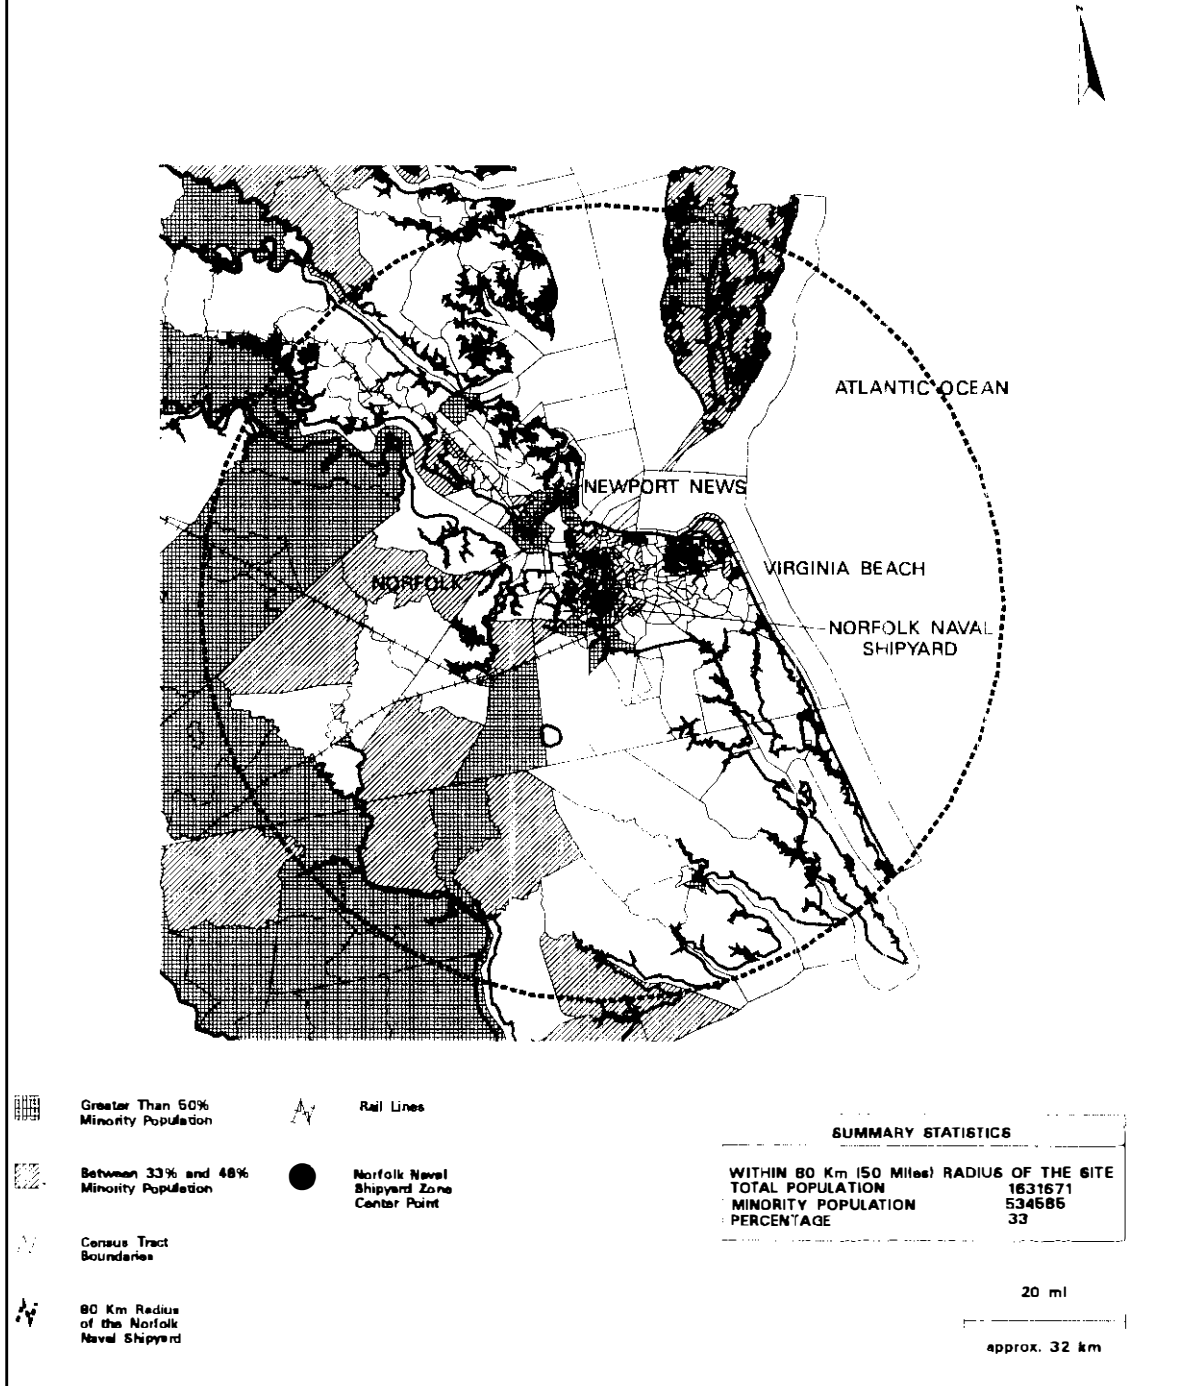 N
ATLANTIC OCEAN
NEWPORT NEWS
VIRGINIA BEACH
NORFOLK
NORFOLK NAVAL
SHIPYARD
Greater Than 50%
Minority Population
Rail Lines
Between 33% and 48%
Minority Population
Norfolk Naval
Shipyard Zone
Center Point
Census Tract
Boundaries
80 Km Radius
of the Norfolk
Naval Shipyard
SUMMARY STATISTICS
WITHIN 80 Km (50 Miles) RADIUS OF THE SITE
TOTAL POPULATION 1631671
MINORITY POPULATION 534565
PERCENTAGE 33
20 mi
approx. 32 km